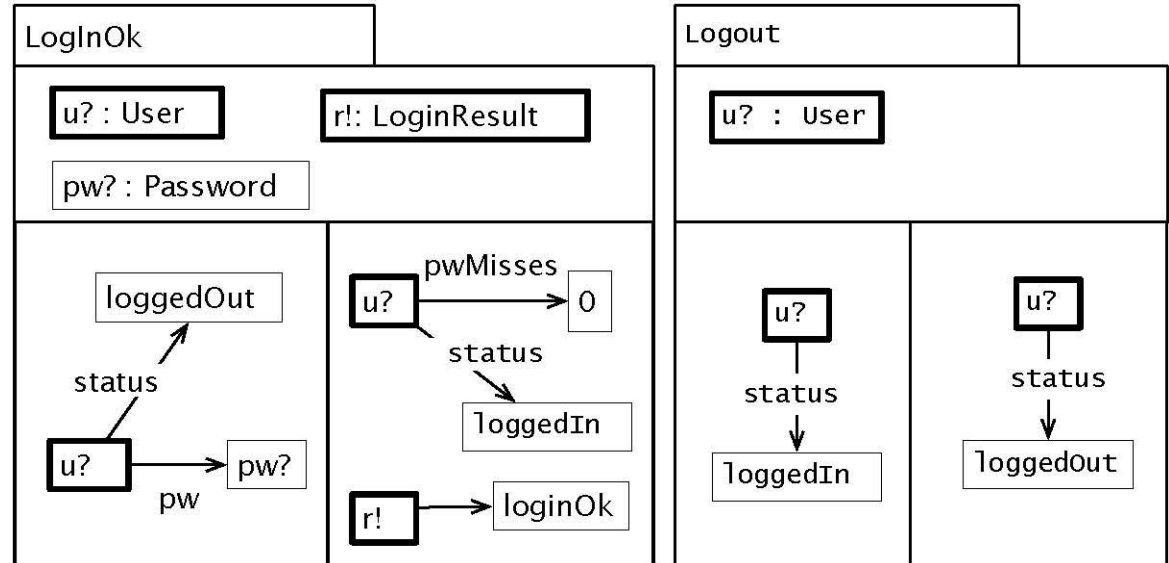 LogInOk
u? : User
r!: LoginResult
pw? : Password
loggedOut
status
u?
pw?
pw
pwMisses
u?
0
status
loggedIn
r!
loginOk
Logout
u? : User
u?
status
loggedIn
u?
status
loggedOut